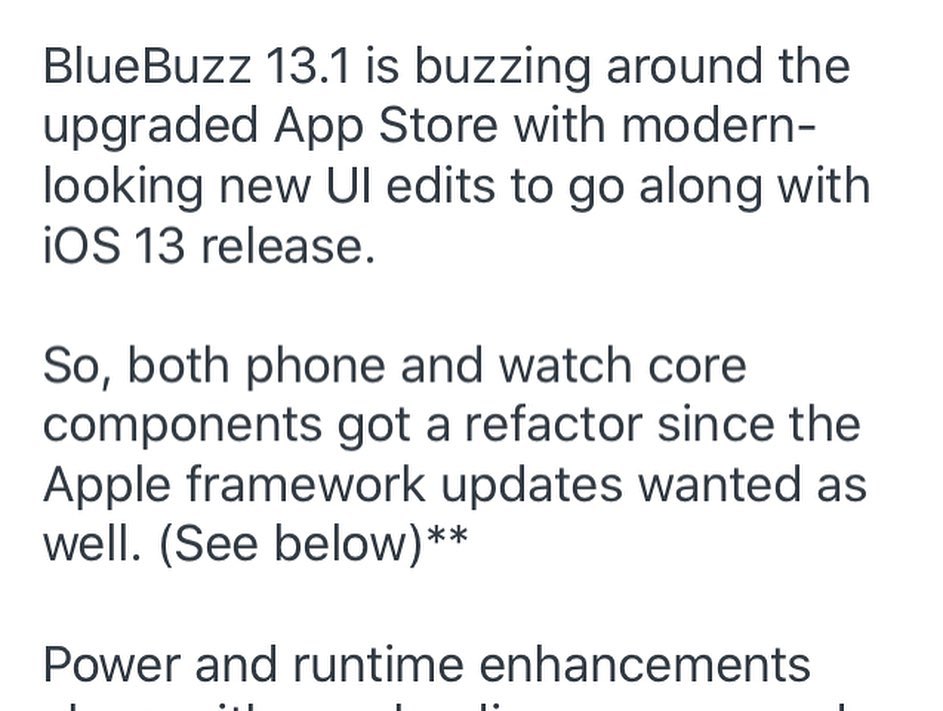 BlueBuzz 13.1 is buzzing around the
upgraded App Store with modern-
looking new UI edits to go along with
iOS 13 release.
So, both phone and watch core
components got a refactor since the
Apple framework updates wanted as
well. (See below)**
Power and runtime enhancements